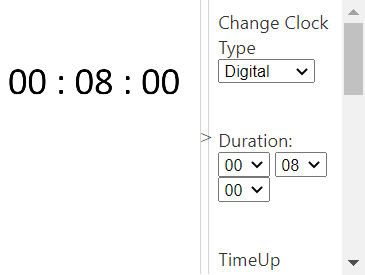 00 : 08 : 00
>
Change Clock
Type
Digital
Duration:
00 08
00
TimeUp